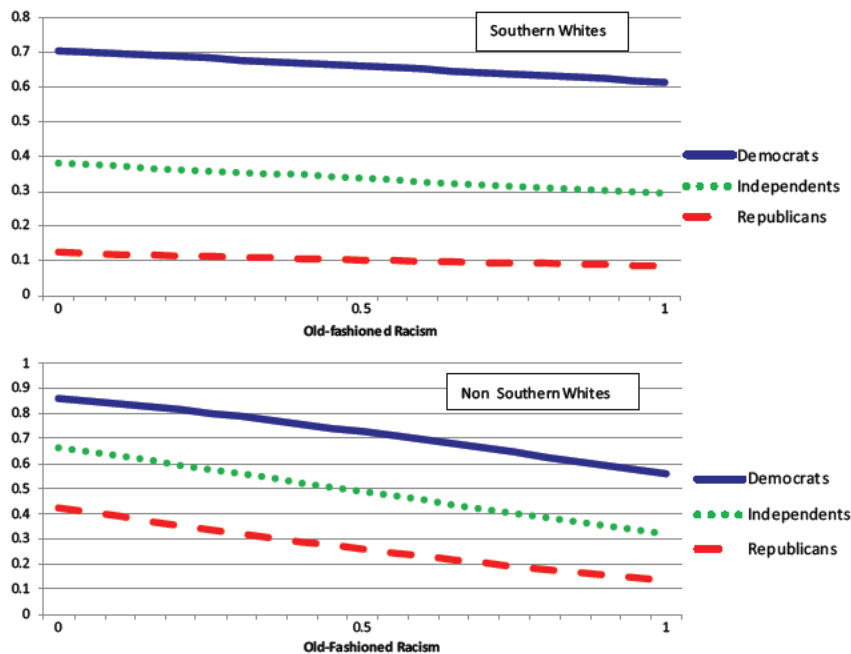 0.8
Southern Whites
0.7
0.6
0.5
0.4
Democrats
0.3
Independents
0.2
Republicans
0.1
0
0 0.5 1
Old-fashioned Racism
1
0.9
Non Southern Whites
0.8
0.7
0.6
Democrats
0.5
0.4
Independents
0.3
Republicans
0.2
0.1
0
0 0.5 1
Old-Fashioned Racism